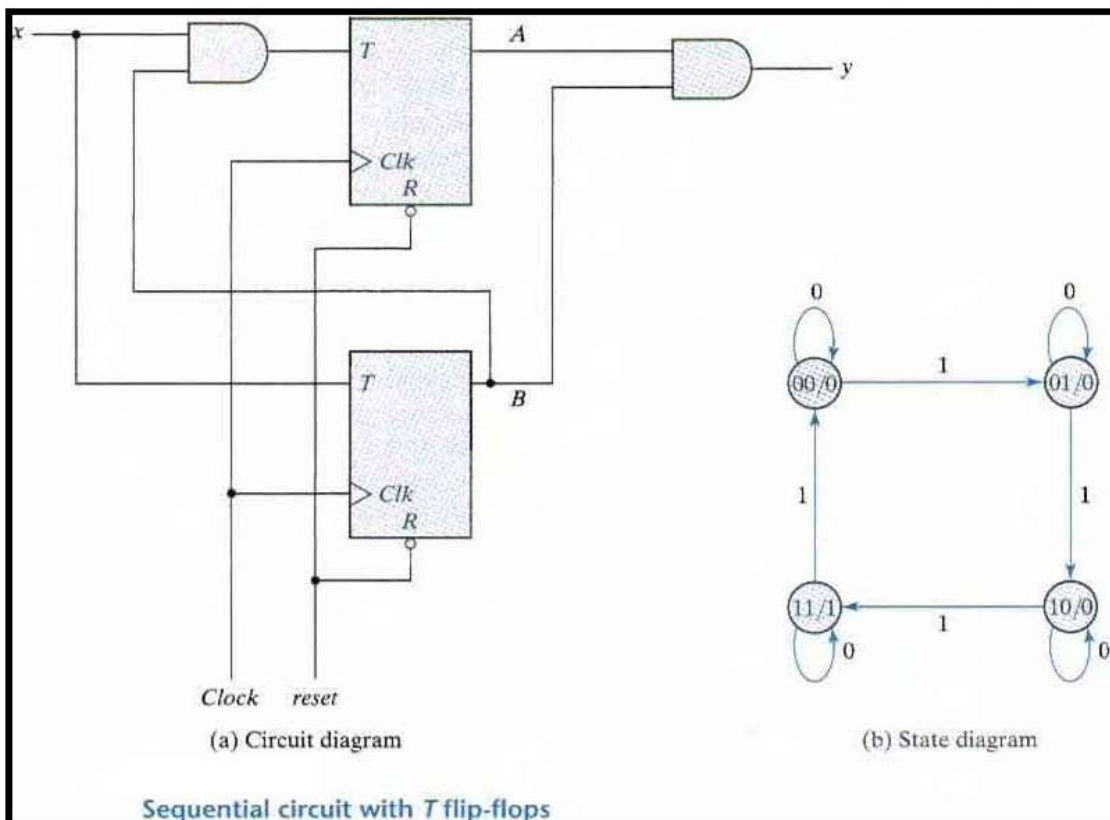 x
T
A
y
Clk
R
T
B
Clk
R
Clock reset
(a) Circuit diagram
0 0
00/0 1 01/0
1 1
11/1 1 10/0
0 0
(b) State diagram
Sequential circuit with T flip-flops